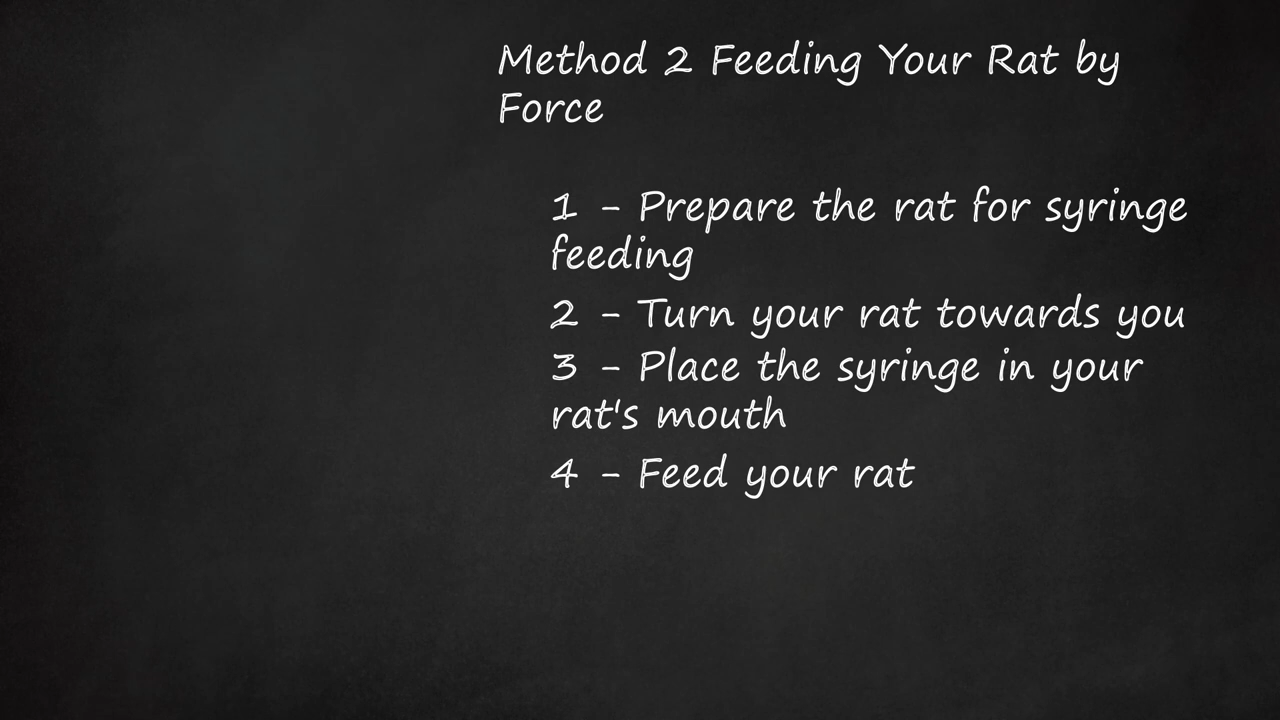 Method 2 Feeding Your Rat by
Force
1 - Prepare the rat for syringe
feeding
2 - Turn your rat towards you
3 - Place the syringe in your
rat's mouth
4 - Feed your rat